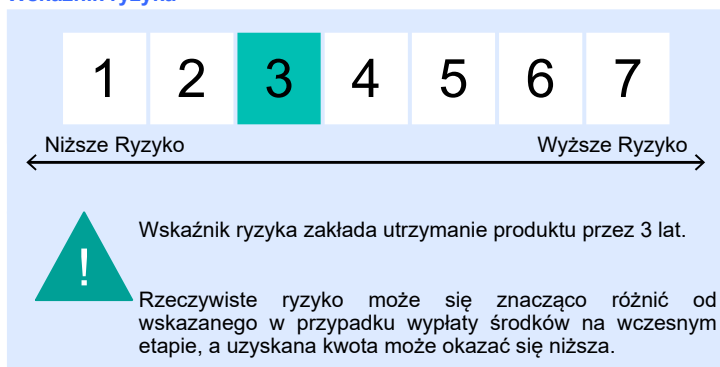 Wskaźnik ryzyka
1 2 3 4 5 6 7
Niższe Ryzyko Wyższe Ryzyko
Wskaźnik ryzyka zakłada utrzymanie produktu przez 3 lat.
!
Rzeczywiste ryzyko może się znacząco różnić od
wskazanego w przypadku wypłaty środków na wczesnym
etapie, a uzyskana kwota może okazać się niższa.